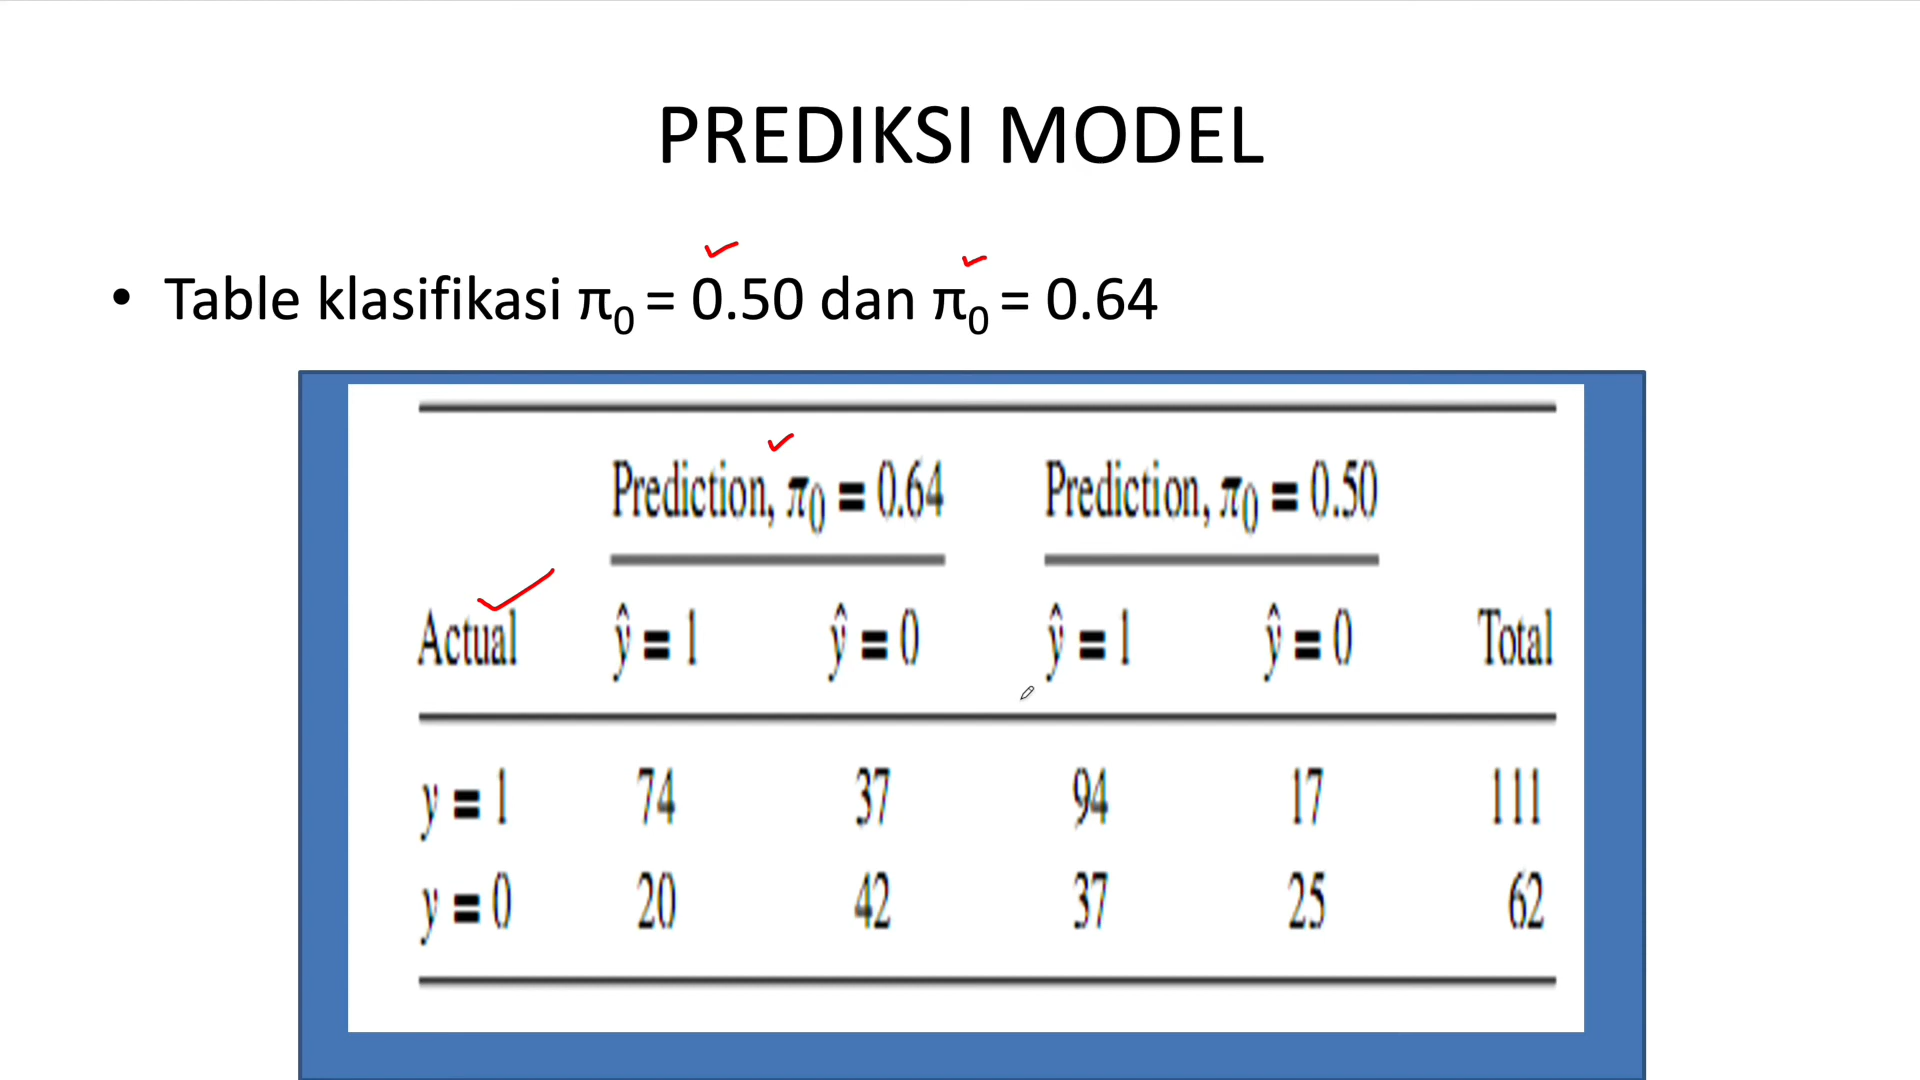 PREDIKSI MODEL
• Table klasifikasi π₀ = 0.50 dan π₀ = 0.64
Prediction, π₀ = 0.64 Prediction, π₀ = 0.50
Actual ŷ = 1 ŷ = 0 ŷ = 1 ŷ = 0 Total
y = 1 74 37 94 17 111
y = 0 20 42 37 25 62